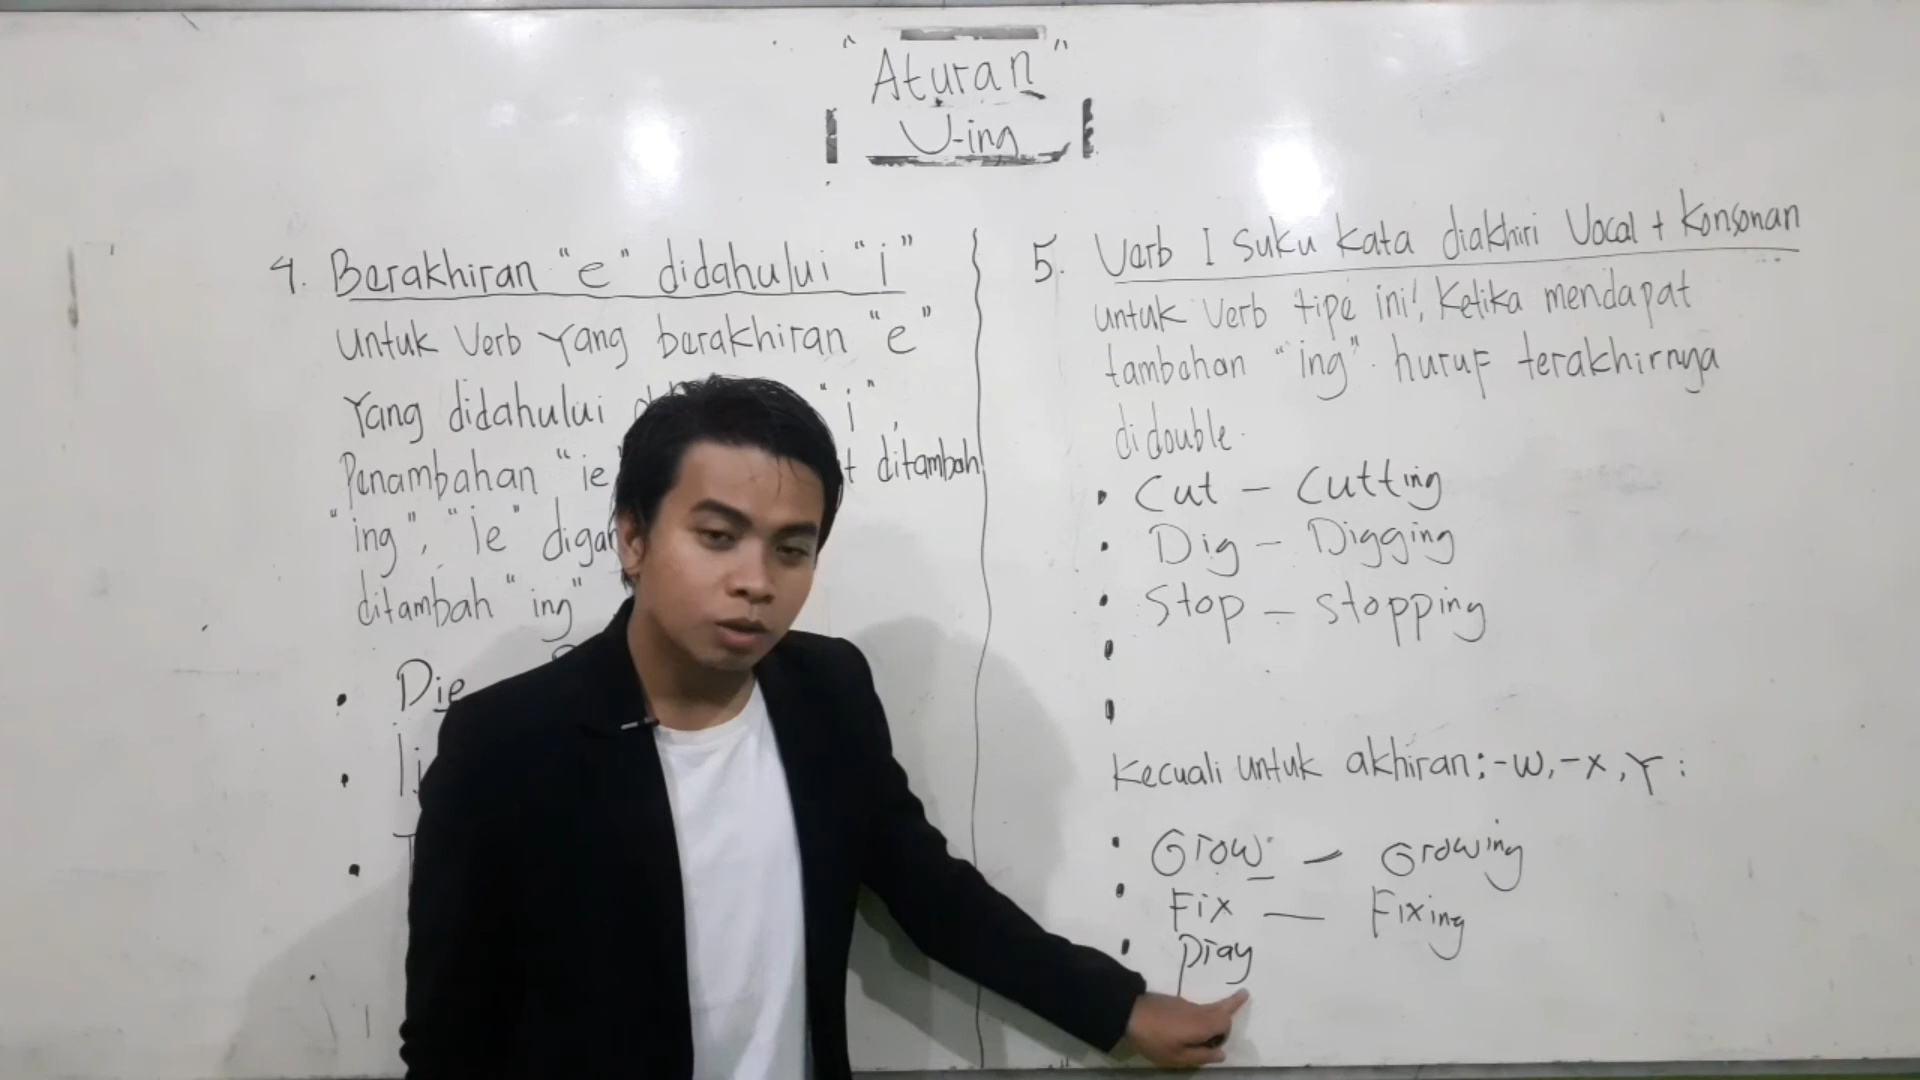 "Aturan"
V-ing
4. Berakhiran "e" didahului "i"
untuk Verb Yang berakhiran "e"
Yang didahului "i",
Penambahan "ie" ditambah
"ing", "ie"
ditambah "ing"
• Die
5. Verb I Suku kata diakhiri Vocal + Konsonan
untuk Verb tipe ini!, Ketika mendapat
tambahan "ing". huruf terakhirnya
didouble.
• Cut - Cutting
• Dig - Digging
• Stop - Stopping
•
•
Kecuali untuk akhiran; -w, -x, Y :
• Grow - Growing
• Fix - Fixing
• Play